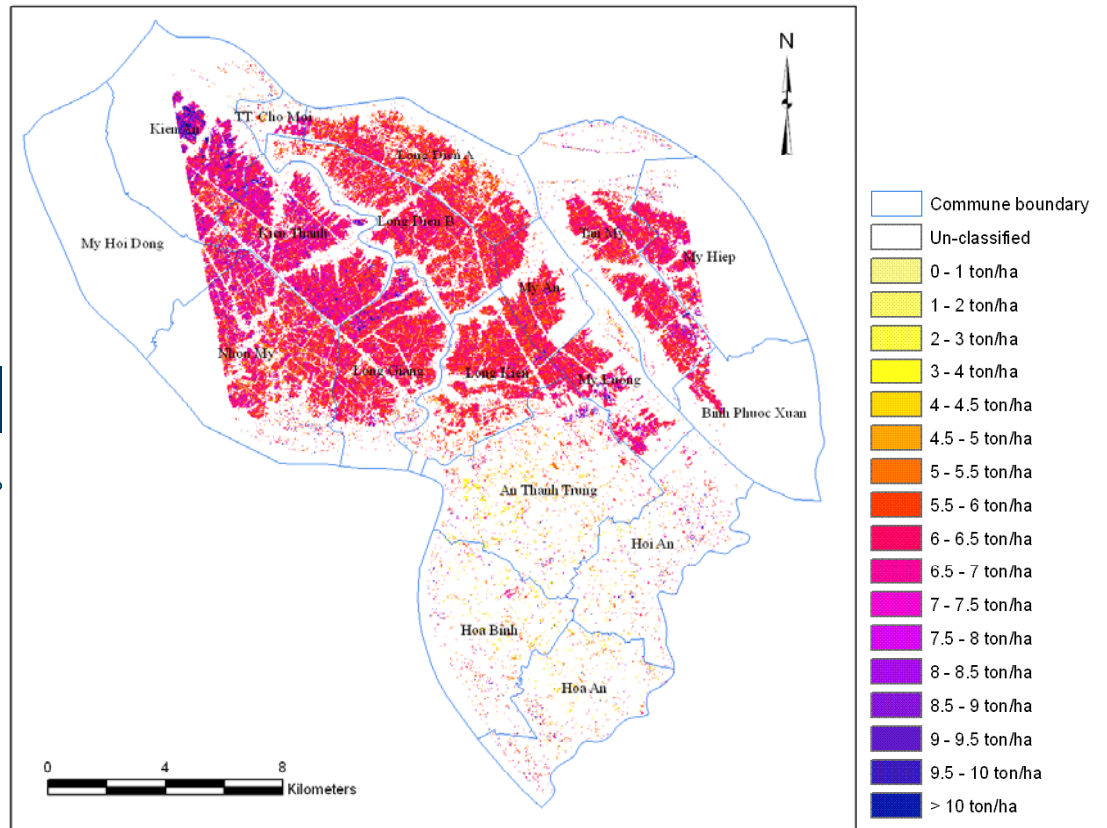 N
TT. Cho Moi
Kien An
Long Dien A
Long Dien B
Kien Thanh
Tan My
My Hoi Dong
My Hiep
My An
Nhon My
Long Giang
Long Kien
My Luong
Binh Phuoc Xuan
An Thanh Trung
Hoi An
Hoa Binh
Hoa An
0 4 8
Kilometers
Commune boundary
Un-classified
0 - 1 ton/ha
1 - 2 ton/ha
2 - 3 ton/ha
3 - 4 ton/ha
4 - 4.5 ton/ha
4.5 - 5 ton/ha
5 - 5.5 ton/ha
5.5 - 6 ton/ha
6 - 6.5 ton/ha
6.5 - 7 ton/ha
7 - 7.5 ton/ha
7.5 - 8 ton/ha
8 - 8.5 ton/ha
8.5 - 9 ton/ha
9 - 9.5 ton/ha
9.5 - 10 ton/ha
> 10 ton/ha